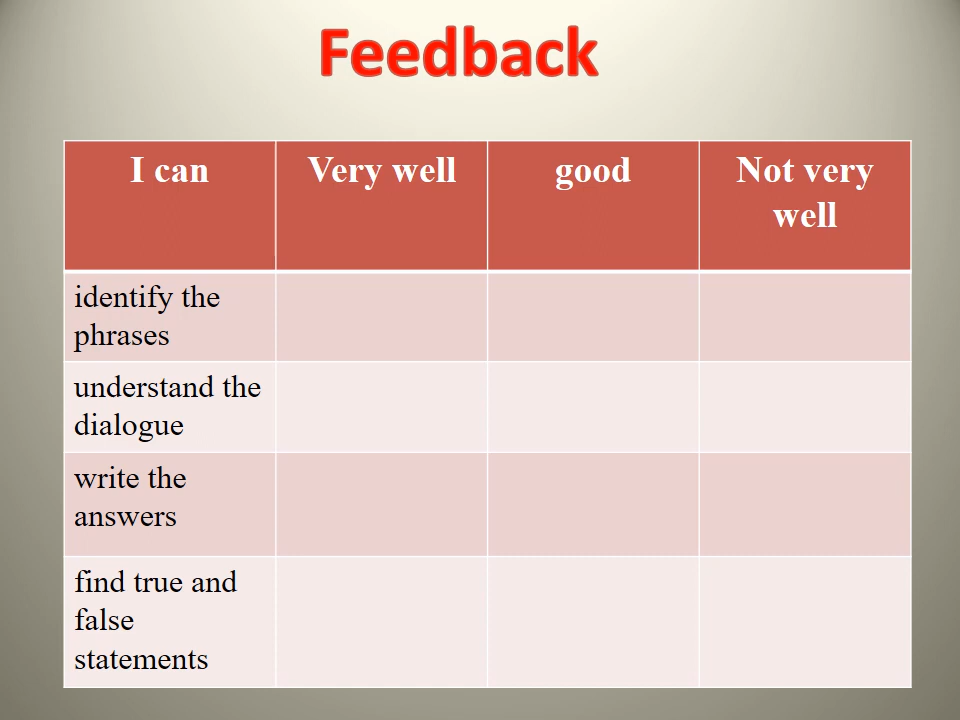 Feedback
I can
Very well
good
Not very
well
identify the
phrases
understand the
dialogue
write the
answers
find true and
false
statements